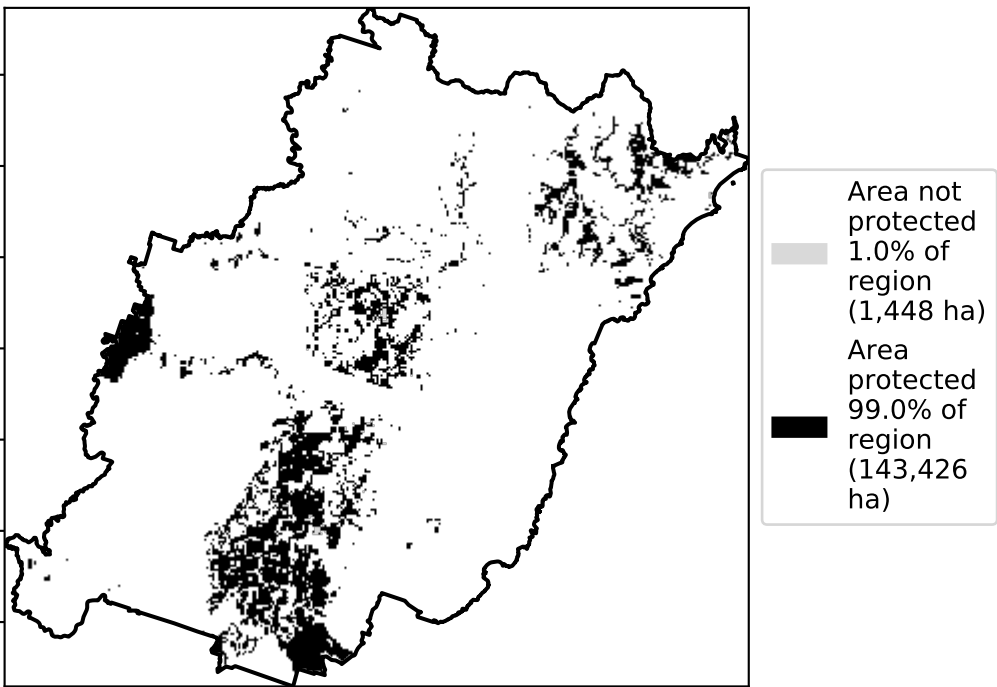 Area not
protected
1.0% of
region
(1,448 ha)
Area
protected
99.0% of
region
(143,426
ha)